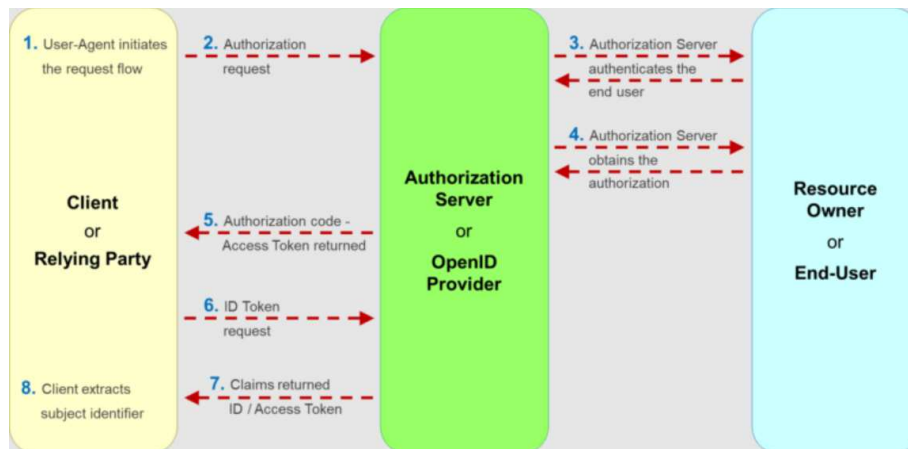 1. User-Agent initiates
the request flow
2. Authorization
request
3. Authorization Server
authenticates the
end user
4. Authorization Server
obtains the
authorization
Client
or
Relying Party
Authorization
Server
or
OpenID
Provider
Resource
Owner
or
End-User
5. Authorization code -
Access Token returned
6. ID Token
request
7. Claims returned
ID / Access Token
8. Client extracts
subject identifier